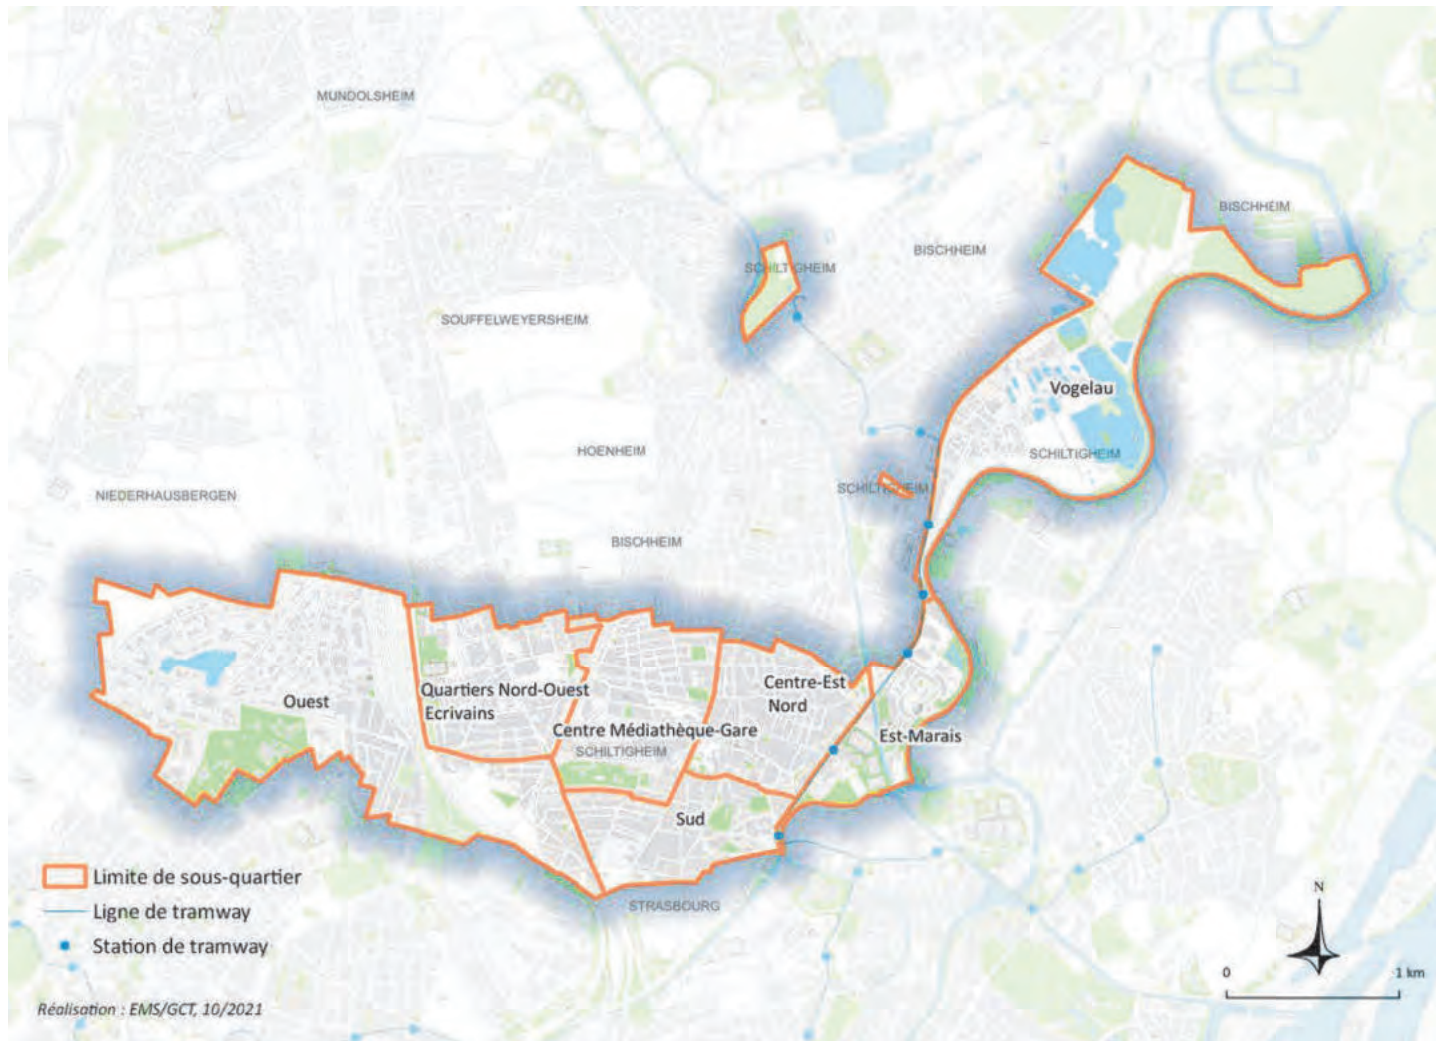 MUNDOLSHEIM
BISCHHEIM
BISCHHEIM
SCHILTIGHEIM
SOUFFELWEYERSHEIM
Vogelau
HOENHEIM
SCHILTIGHEIM
SCHILTIGHEIM
NIEDERHAUSBERGEN
BISCHHEIM
Ouest
Quartiers Nord-Ouest
Ecrivains
Centre-Est
Nord
Centre Médiathèque-Gare
SCHILTIGHEIM
Est-Marais
Sud
STRASBOURG
Limite de sous-quartier
Ligne de tramway
Station de tramway
Réalisation : EMS/GCT, 10/2021
N
0 1 km